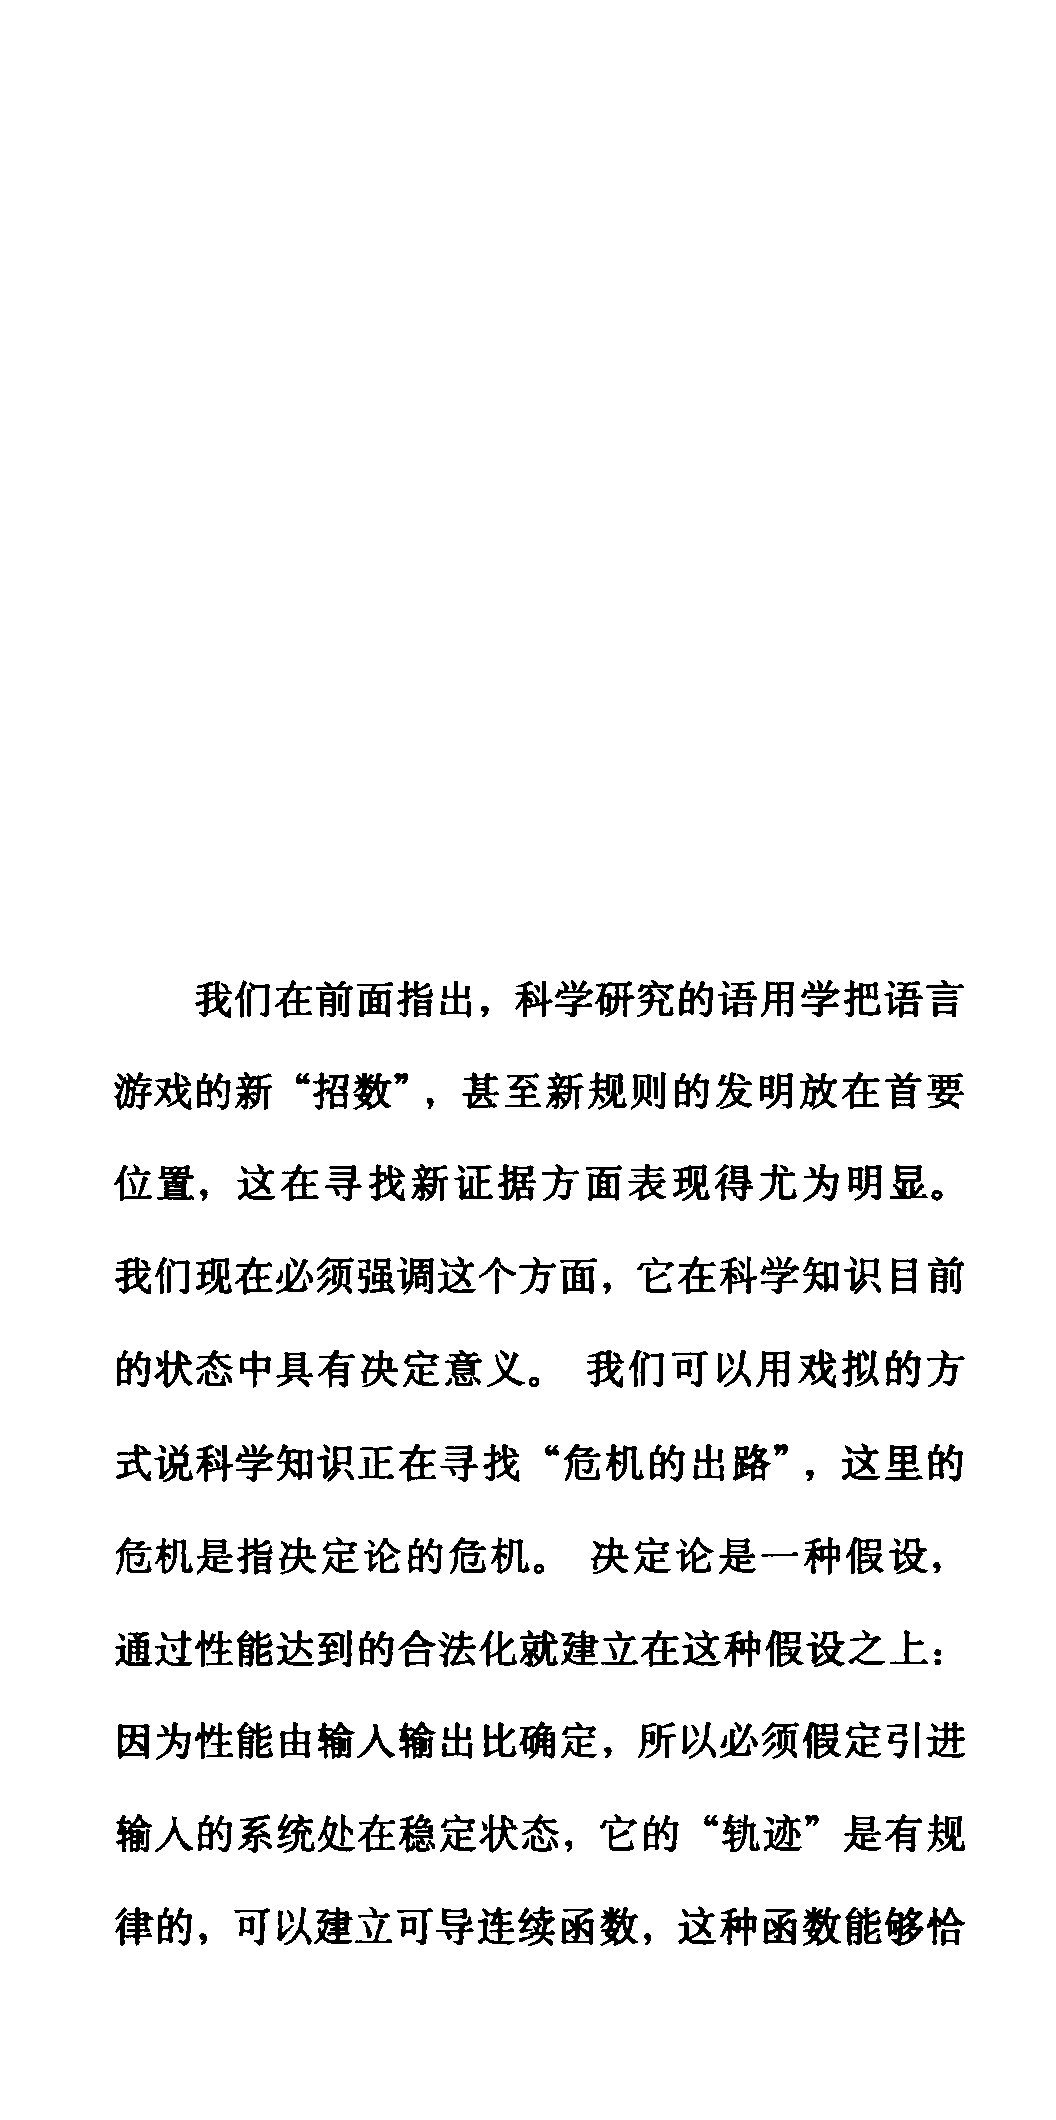 我们在前面指出，科学研究的语用学把语言
游戏的新“招数”，甚至新规则的发明放在首要
位置，这在寻找新证据方面表现得尤为明显。
我们现在必须强调这个方面，它在科学知识目前
的状态中具有决定意义。 我们可以用戏拟的方
式说科学知识正在寻找“危机的出路”，这里的
危机是指决定论的危机。 决定论是一种假设，
通过性能达到的合法化就建立在这种假设之上：
因为性能由输入输出比确定，所以必须假定引进
输入的系统处在稳定状态，它的“轨迹”是有规
律的，可以建立可导连续函数，这种函数能够恰